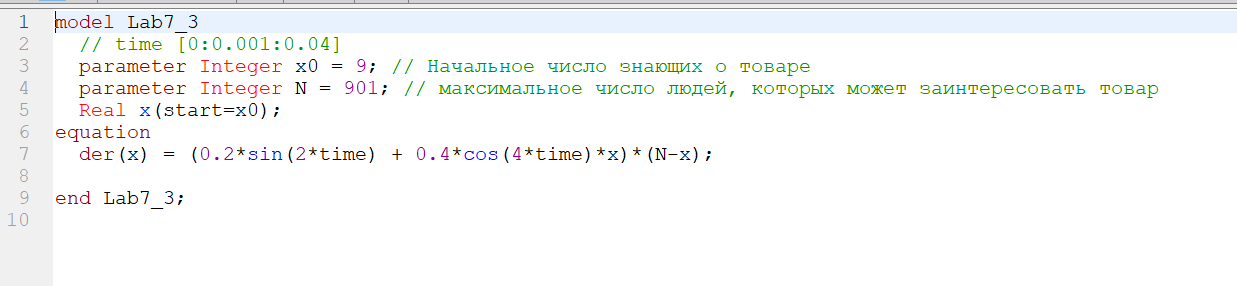 1 model Lab7_3
2 // time [0:0.001:0.04]
3 parameter Integer x0 = 9; // Начальное число знающих о товаре
4 parameter Integer N = 901; // максимальное число людей, которых может заинтересовать товар
5 Real x(start=x0);
6 equation
7 der(x) = (0.2*sin(2*time) + 0.4*cos(4*time)*x)*(N-x);
8
9 end Lab7_3;
10